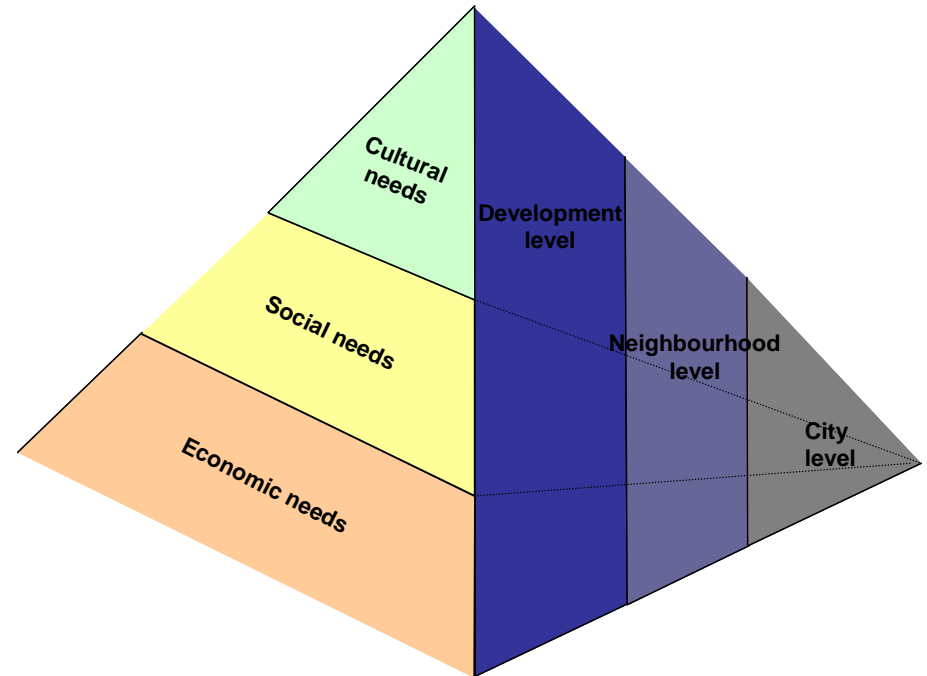 Cultural
needs
Social needs
Economic needs
Development
level
Neighbourhood
level
City
level